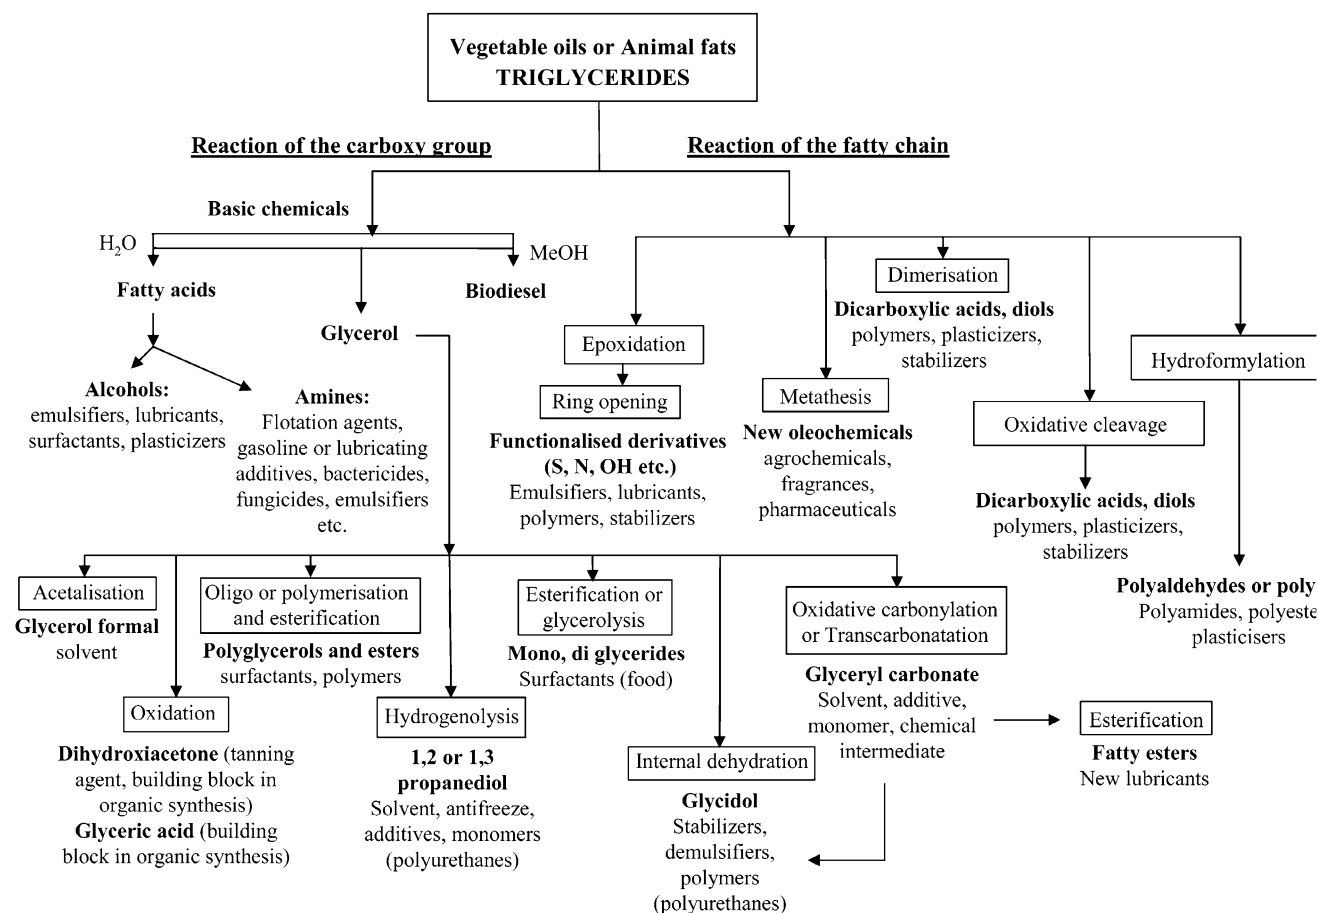 Vegetable oils or Animal fats
TRIGLYCERIDES
Reaction of the carboxy group
Reaction of the fatty chain
Basic chemicals
H₂O
MeOH
Fatty acids
Biodiesel
Glycerol
Alcohols:
emulsifiers, lubricants,
surfactants, plasticizers
Amines:
Flotation agents,
gasoline or lubricating
additives, bactericides,
fungicides, emulsifiers
etc.
Epoxidation
Ring opening
Functionalised derivatives
(S, N, OH etc.)
Emulsifiers, lubricants,
polymers, stabilizers
Metathesis
New oleochemicals
agrochemicals,
fragrances,
pharmaceuticals
Dimerisation
Dicarboxylic acids, diols
polymers, plasticizers,
stabilizers
Oxidative cleavage
Dicarboxylic acids, diols
polymers, plasticizers,
stabilizers
Hydroformylation
Polyaldehydes or poly
Polyamides, polyeste
plasticisers
Acetalisation
Glycerol formal
solvent
Oxidation
Dihydroxiacetone (tanning
agent, building block in
organic synthesis)
Glyceric acid (building
block in organic synthesis)
Oligo or polymerisation
and esterification
Polyglycerols and esters
surfactants, polymers
Hydrogenolysis
1,2 or 1,3
propanediol
Solvent, antifreeze,
additives, monomers
(polyurethanes)
Esterification or
glycerolysis
Mono, di glycerides
Surfactants (food)
Internal dehydration
Glycidol
Stabilizers,
demulsifiers,
polymers
(polyurethanes)
Oxidative carbonylation
or Transcarbonatation
Glyceryl carbonate
Solvent, additive,
monomer, chemical
intermediate
Esterification
Fatty esters
New lubricants